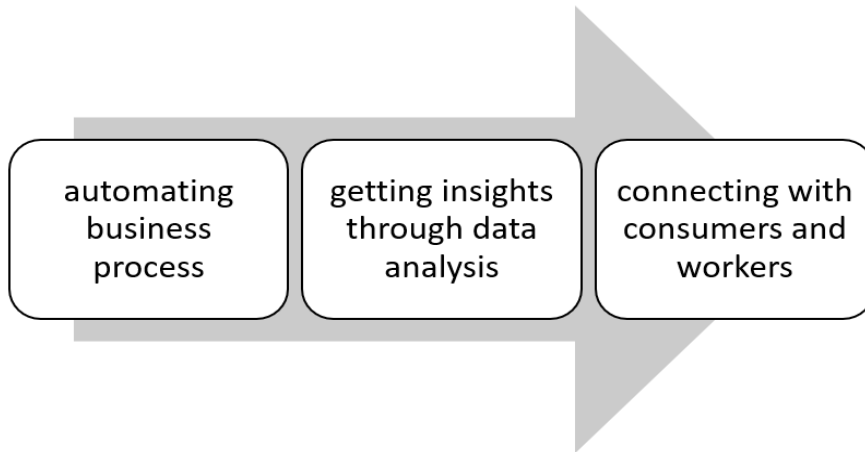 automating
business
process
getting insights
through data
analysis
connecting with
consumers and
workers